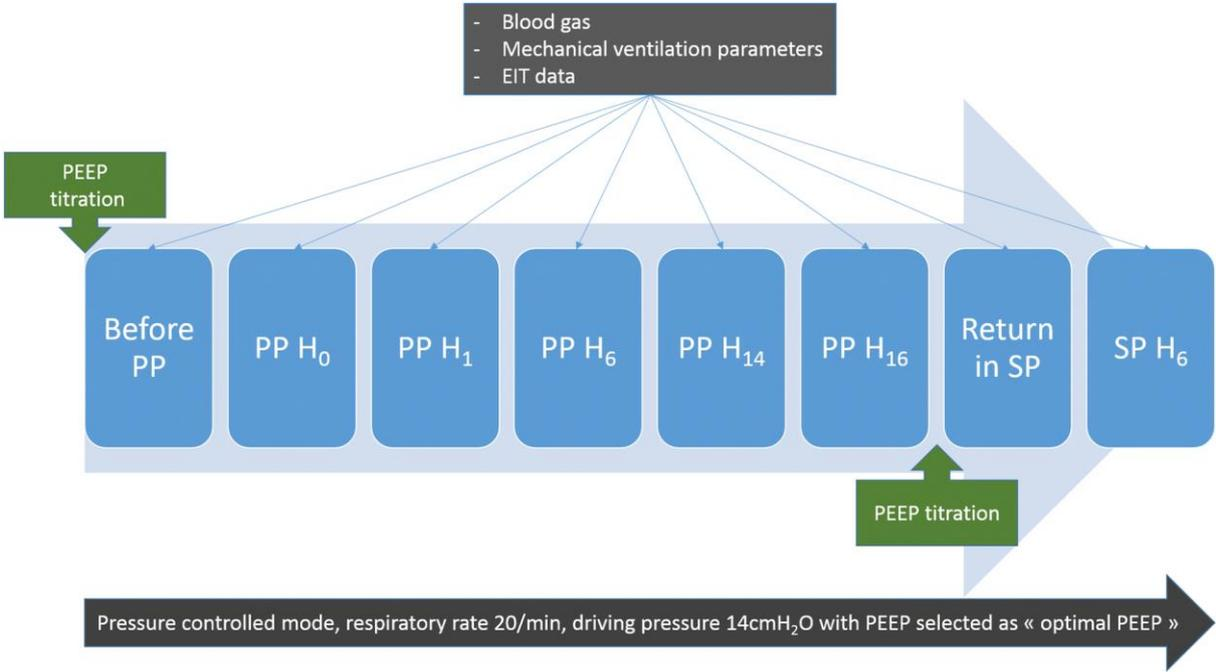 - Blood gas
- Mechanical ventilation parameters
- EIT data
PEEP
titration
Before
PP
PP H₀
PP H₁
PP H₆
PP H₁₄
PP H₁₆
Return
in SP
SP H₆
PEEP titration
Pressure controlled mode, respiratory rate 20/min, driving pressure 14cmH₂O with PEEP selected as « optimal PEEP »